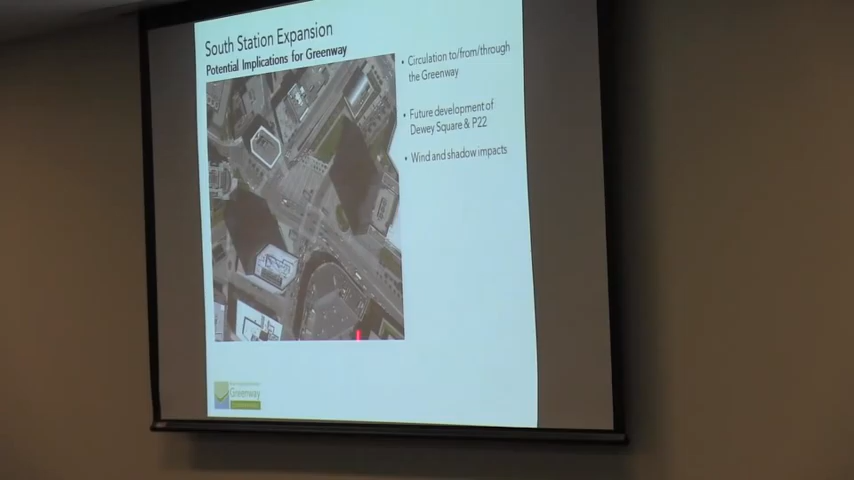 South Station Expansion
Potential Implications for Greenway
• Circulation to/from/through
the Greenway
• Future development of
Dewey Square & P22
• Wind and shadow impacts
Greenway